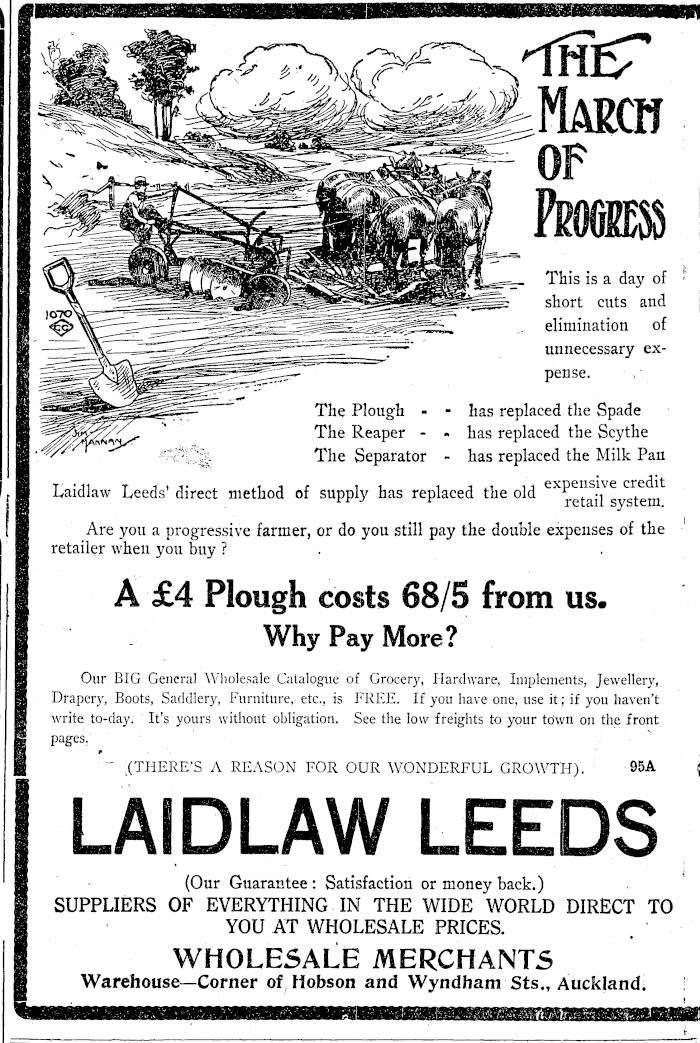 THE
MARCH
OF
PROGRESS
This is a day of
short cuts and
elimination of
unnecessary ex-
pense.
1070
JIM
HANNAN
The Plough - - has replaced the Spade
The Reaper - - has replaced the Scythe
The Separator - has replaced the Milk Pan
Laidlaw Leeds' direct method of supply has replaced the old expensive credit
retail system.
Are you a progressive farmer, or do you still pay the double expenses of the
retailer when you buy ?
A £4 Plough costs 68/5 from us.
Why Pay More?
Our BIG General Wholesale Catalogue of Grocery, Hardware, Implements, Jewellery,
Drapery, Boots, Saddlery, Furniture, etc., is FREE. If you have one, use it; if you haven't
write to-day. It's yours without obligation. See the low freights to your town on the front
pages.
(THERE'S A REASON FOR OUR WONDERFUL GROWTH). 95A
LAIDLAW LEEDS
(Our Guarantee: Satisfaction or money back.)
SUPPLIERS OF EVERYTHING IN THE WIDE WORLD DIRECT TO
YOU AT WHOLESALE PRICES.
WHOLESALE MERCHANTS
Warehouse—Corner of Hobson and Wyndham Sts., Auckland.